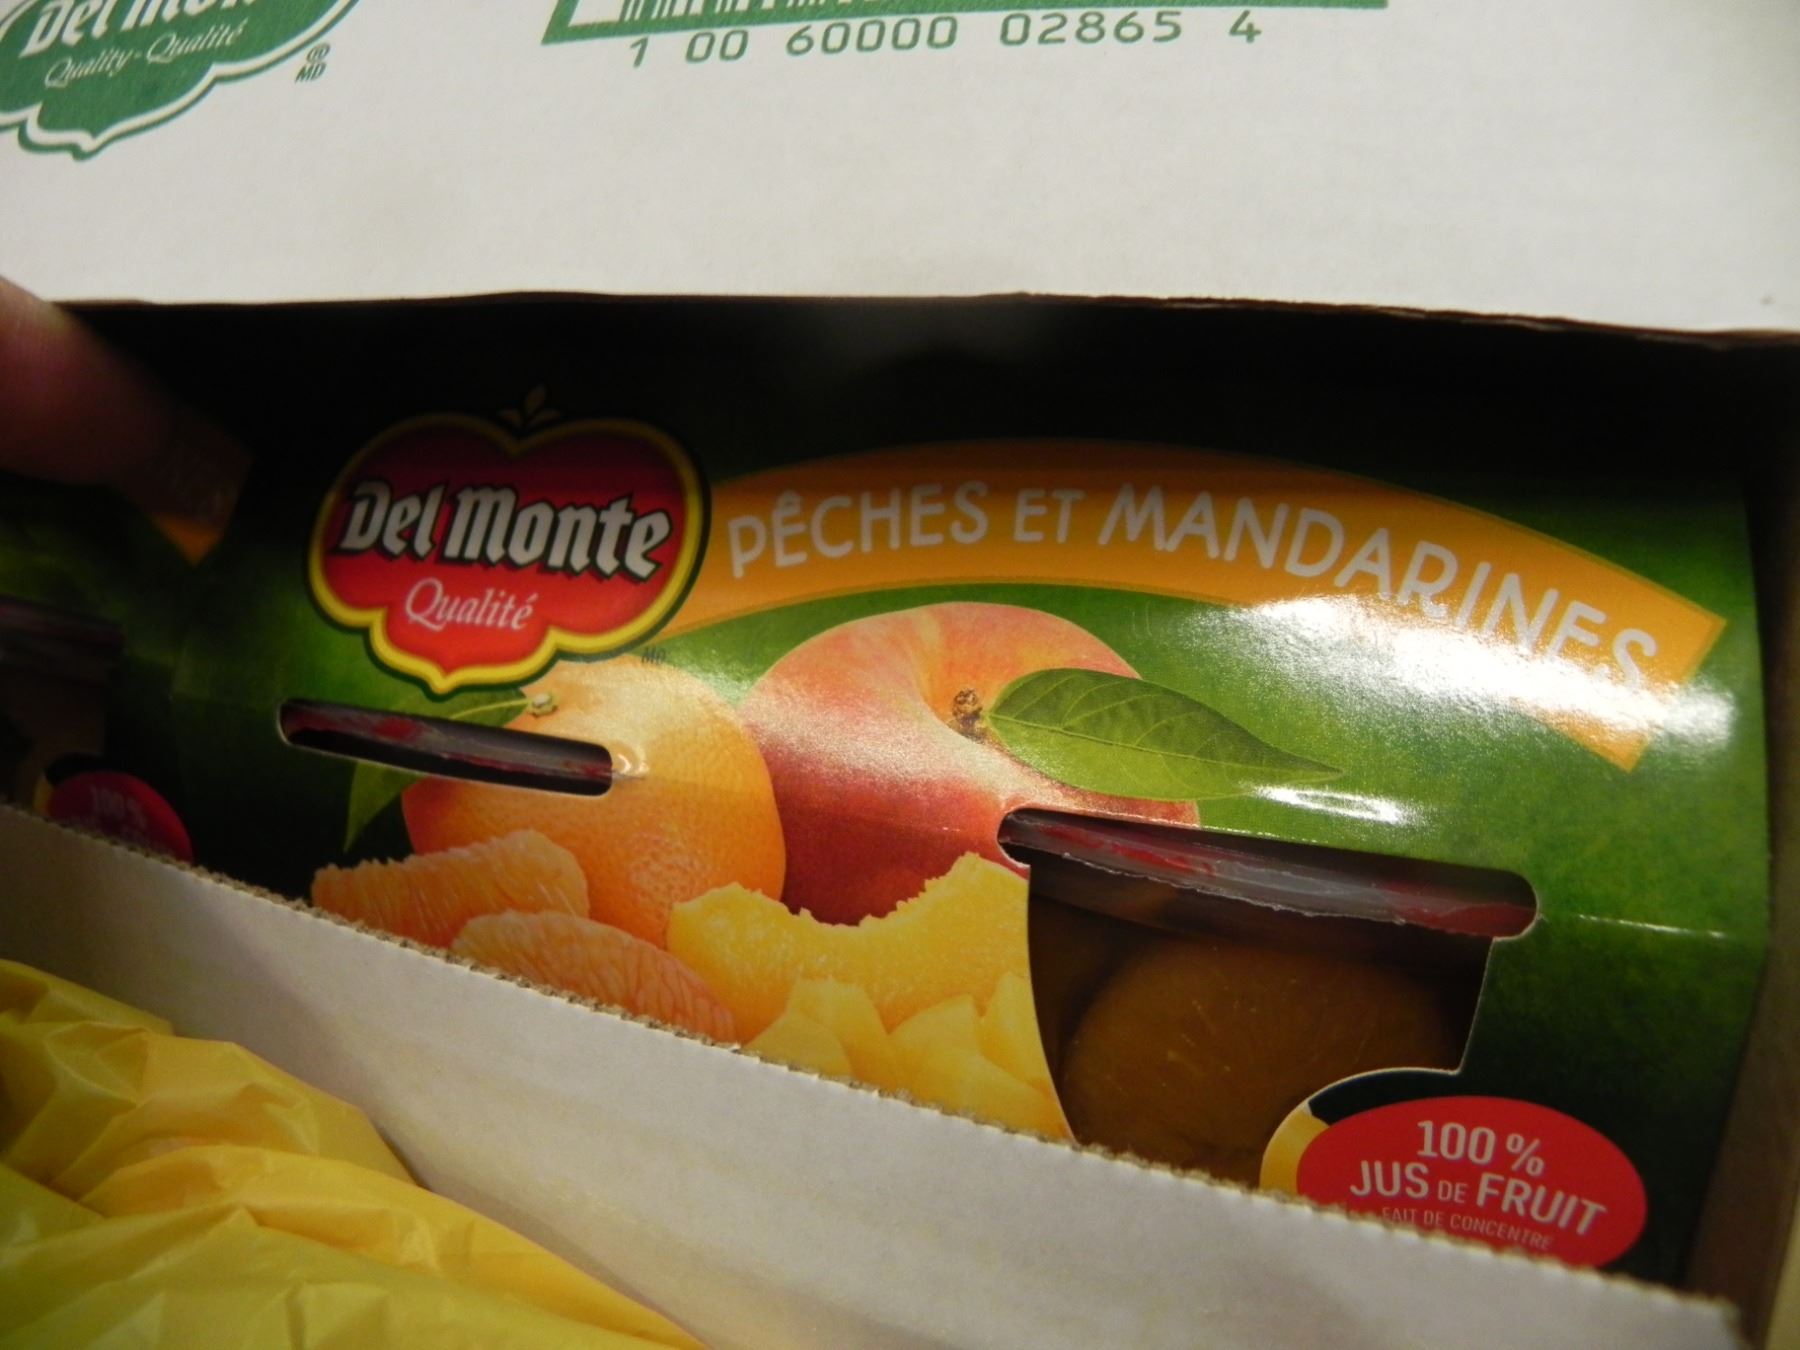 Del Monte
Quality - Qualité
MD
1 00 60000 02865 4
Del Monte
Qualité
MD
PÊCHES ET MANDARINES
100 %
JUS DE FRUIT
FAIT DE CONCENTRÉ
100 %